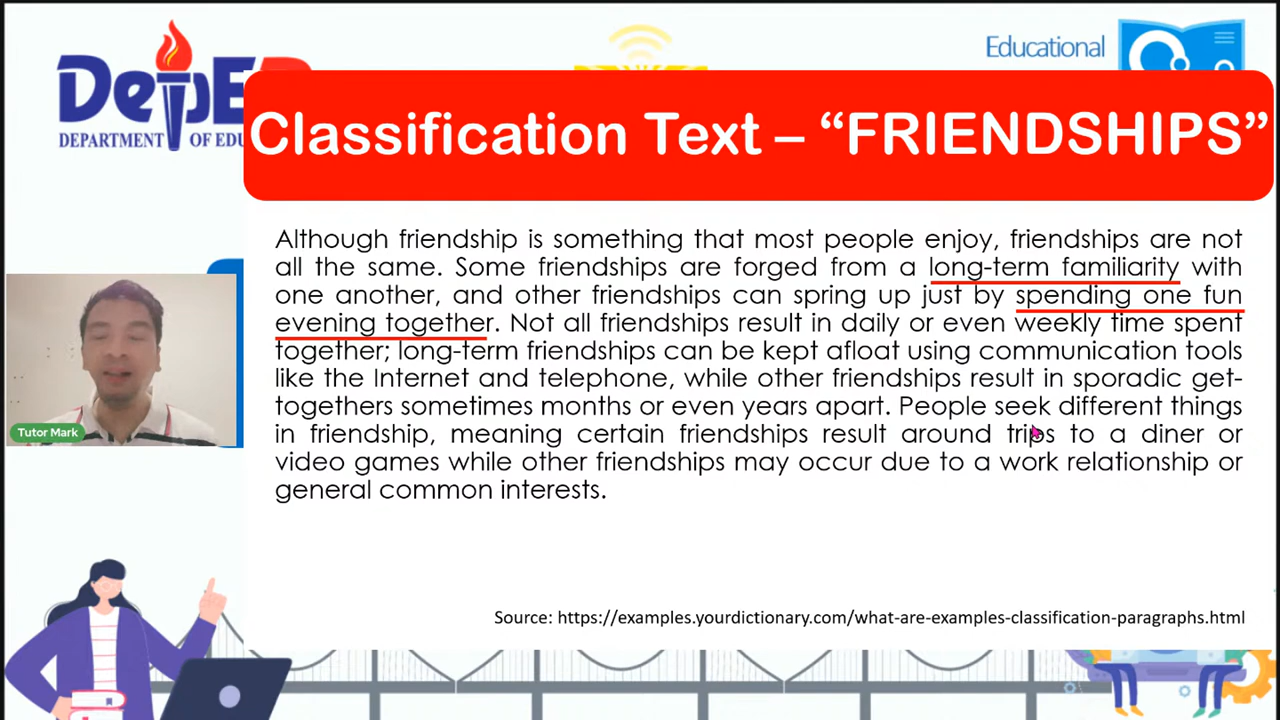 DepED
DEPARTMENT OF EDU
Educational
Classification Text – “FRIENDSHIPS”
Although friendship is something that most people enjoy, friendships are not
all the same. Some friendships are forged from a long-term familiarity with
one another, and other friendships can spring up just by spending one fun
evening together. Not all friendships result in daily or even weekly time spent
together; long-term friendships can be kept afloat using communication tools
like the Internet and telephone, while other friendships result in sporadic get-
togethers sometimes months or even years apart. People seek different things
in friendship, meaning certain friendships result around trips to a diner or
video games while other friendships may occur due to a work relationship or
general common interests.
Tutor Mark
Source: https://examples.yourdictionary.com/what-are-examples-classification-paragraphs.html